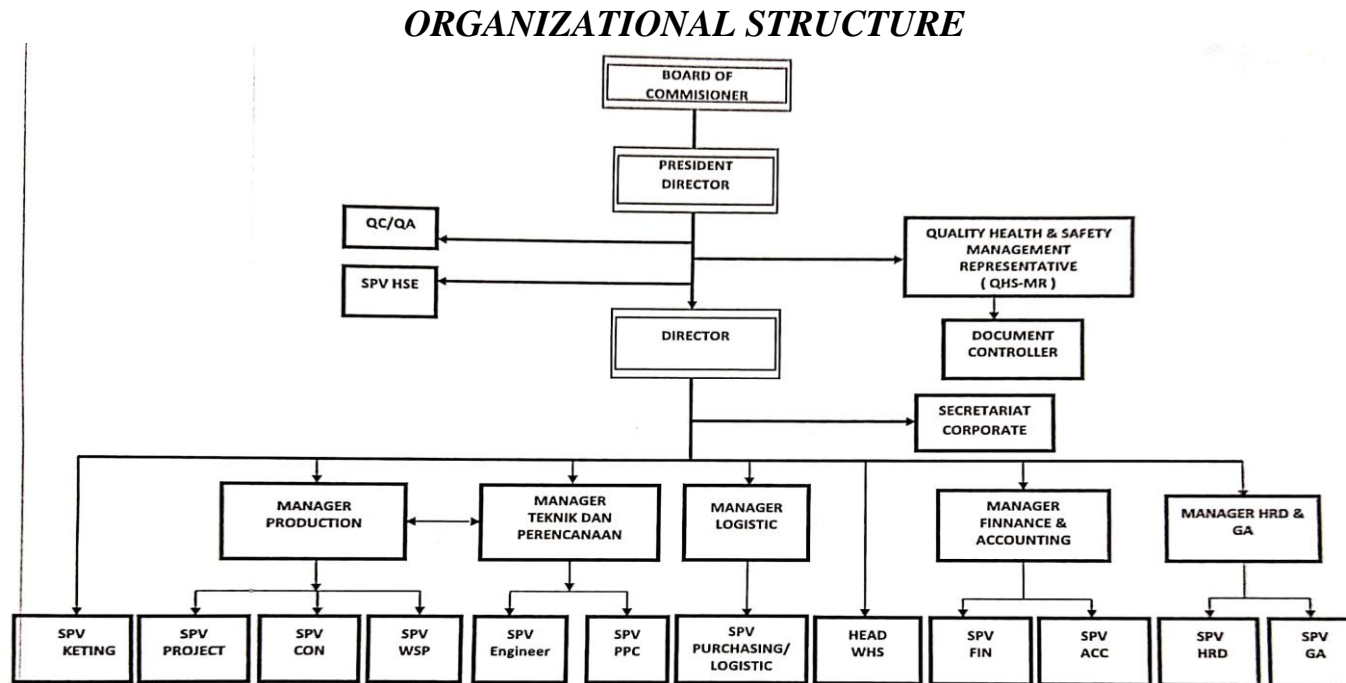 ORGANIZATIONAL STRUCTURE
BOARD OF
COMMISIONER
PRESIDENT
DIRECTOR
QC/QA
QUALITY HEALTH & SAFETY
MANAGEMENT
REPRESENTATIVE
( QHS-MR )
SPV HSE
DIRECTOR
DOCUMENT
CONTROLLER
SECRETARIAT
CORPORATE
MANAGER
PRODUCTION
MANAGER
TEKNIK DAN
PERENCANAAN
MANAGER
LOGISTIC
MANAGER
FINNANCE &
ACCOUNTING
MANAGER HRD &
GA
SPV
KETING
SPV
PROJECT
SPV
CON
SPV
WSP
SPV
Engineer
SPV
PPC
SPV
PURCHASING/
LOGISTIC
HEAD
WHS
SPV
FIN
SPV
ACC
SPV
HRD
SPV
GA